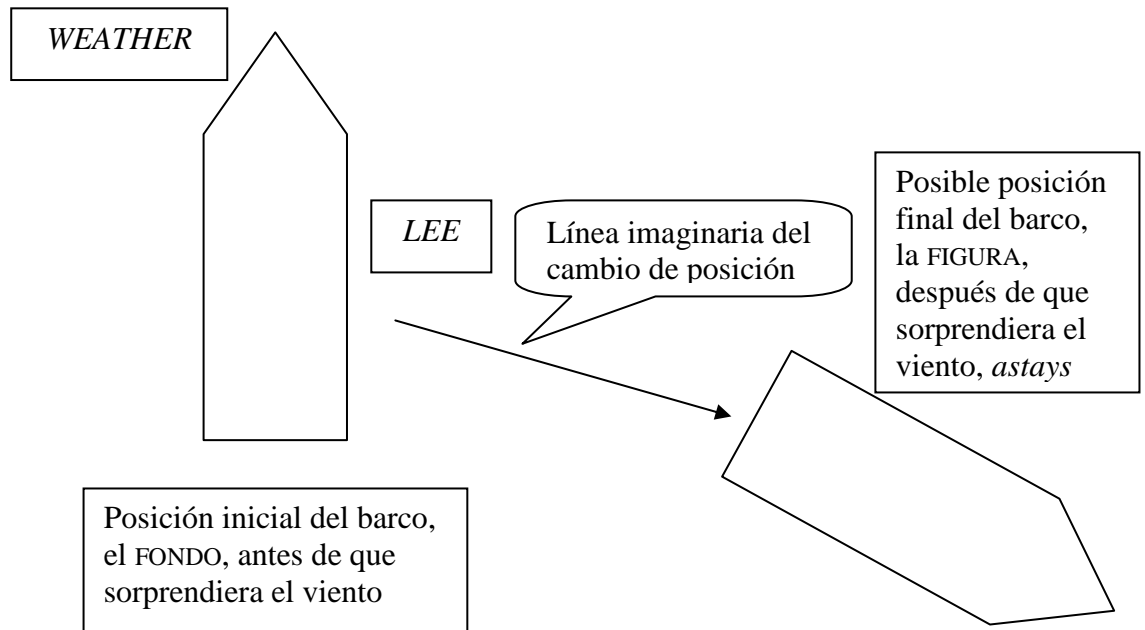 WEATHER
LEE
Línea imaginaria del
cambio de posición
Posible posición
final del barco,
la FIGURA,
después de que
sorprendiera el
viento, astays
Posición inicial del barco,
el FONDO, antes de que
sorprendiera el viento